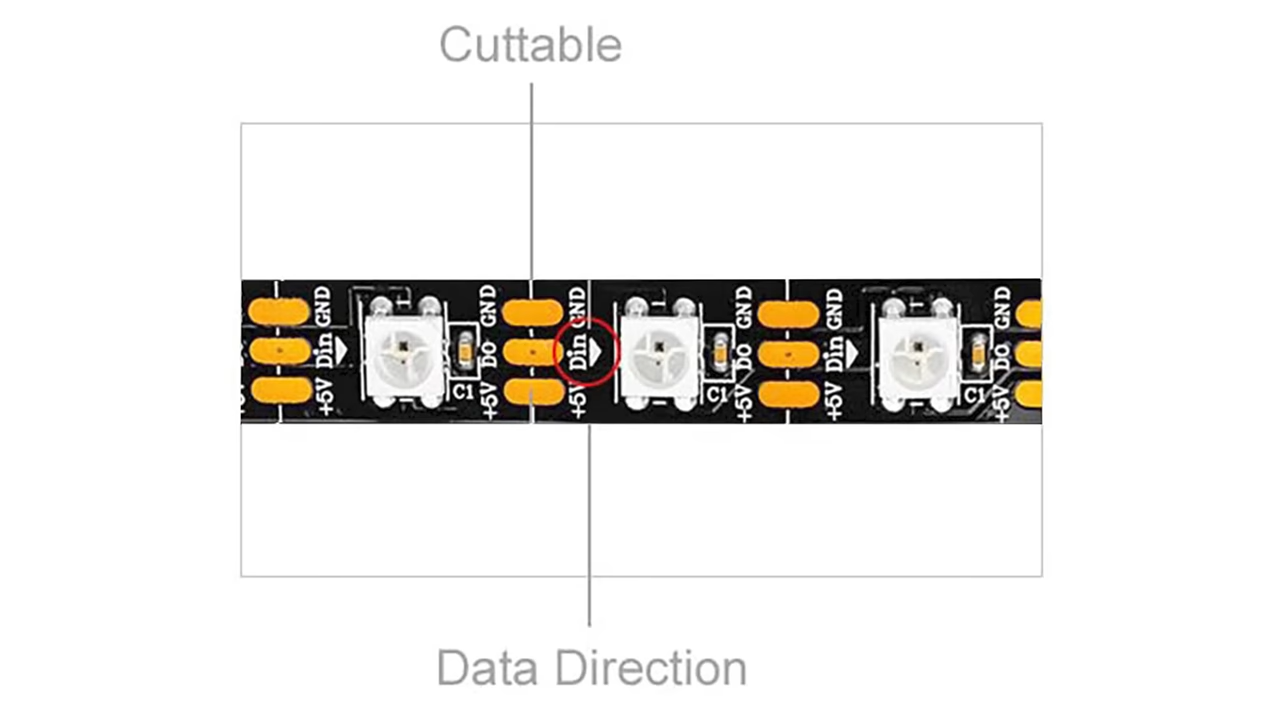 Cuttable
GND
Din
+5V
C1
GND
DO
+5V
GND
Din
+5V
C1
GND
DO
+5V
GND
Din
+5V
C1
GND
DO
+5V
Data Direction